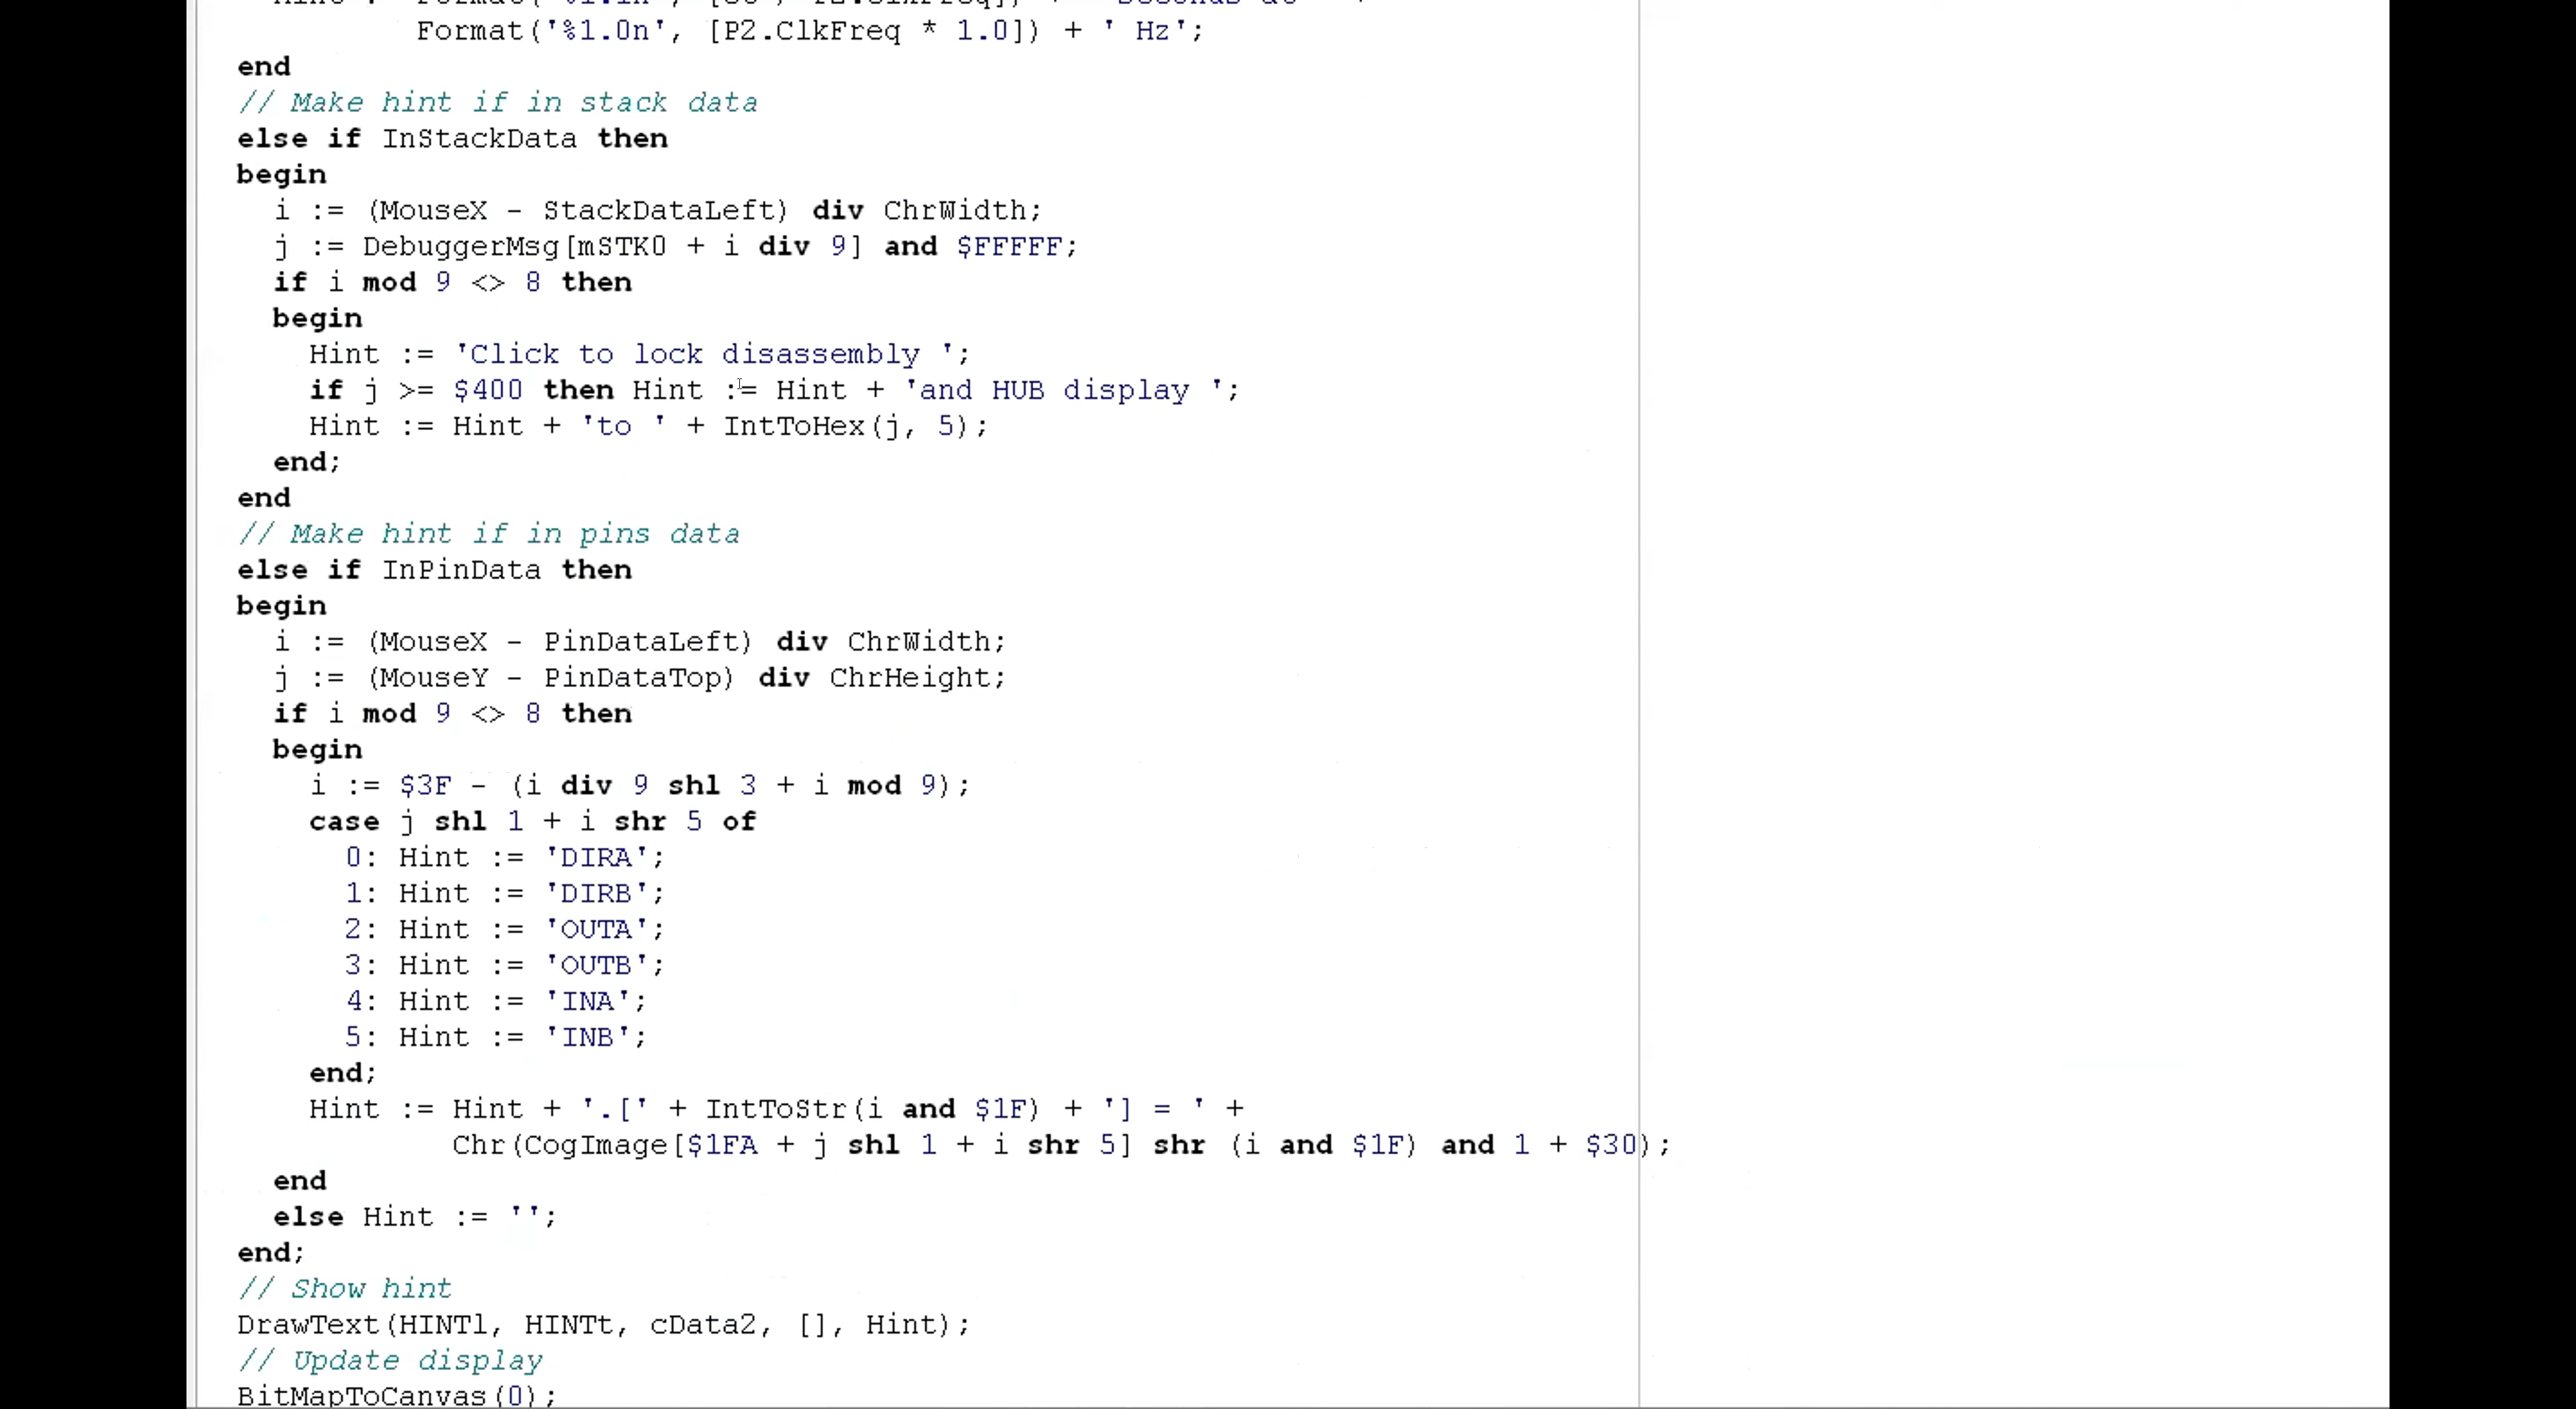 Format('%1.0n', [P2.ClkFreq * 1.0]) + ' Hz';
end
// Make hint if in stack data
else if InStackData then
begin
i := (MouseX - StackDataLeft) div ChrWidth;
j := DebuggerMsg[mSTK0 + i div 9] and $FFFFF;
if i mod 9 <> 8 then
begin
Hint := 'Click to lock disassembly ';
if j >= $400 then Hint := Hint + 'and HUB display ';
Hint := Hint + 'to ' + IntToHex(j, 5);
end;
end
// Make hint if in pins data
else if InPinData then
begin
i := (MouseX - PinDataLeft) div ChrWidth;
j := (MouseY - PinDataTop) div ChrHeight;
if i mod 9 <> 8 then
begin
i := $3F - (i div 9 shl 3 + i mod 9);
case j shl 1 + i shr 5 of
0: Hint := 'DIRA';
1: Hint := 'DIRB';
2: Hint := 'OUTA';
3: Hint := 'OUTB';
4: Hint := 'INA';
5: Hint := 'INB';
end;
Hint := Hint + '.[' + IntToStr(i and $1F) + '] = ' +
Chr(CogImage[$1FA + j shl 1 + i shr 5] shr (i and $1F) and 1 + $30);
end
else Hint := '';
end;
// Show hint
DrawText(HINTl, HINTt, cData2, [], Hint);
// Update display
BitMapToCanvas(0);